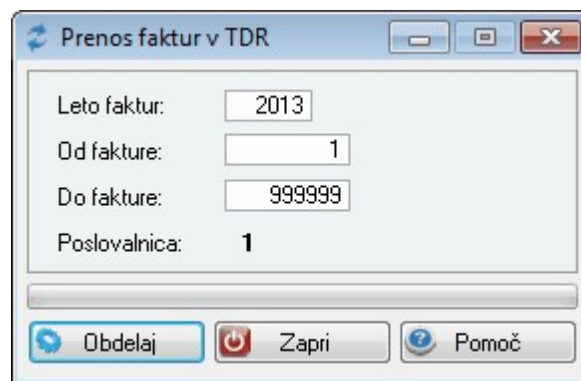 Prenos faktur v TDR
Leto faktur: 2013
Od fakture: 1
Do fakture: 999999
Poslovalnica: 1
Obdelaj Zapri Pomoč